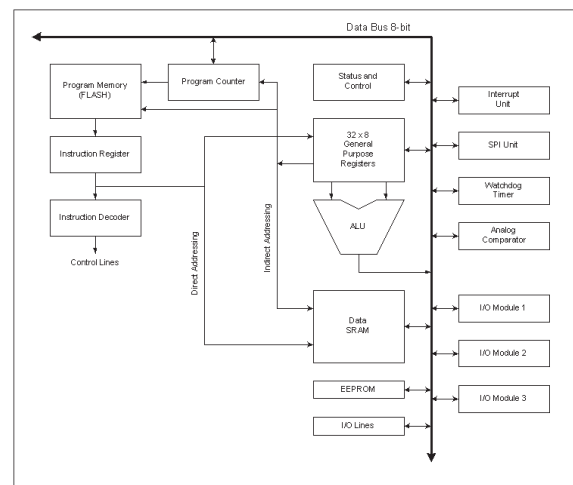 Data Bus 8-bit
Program Memory
(FLASH)
Program Counter
Status and
Control
Interrupt
Unit
Instruction Register
32 x 8
General
Purpose
Registers
SPI Unit
Watchdog
Timer
Instruction Decoder
ALU
Analog
Comparator
Control Lines
Direct Addressing
Indirect Addressing
Data
SRAM
I/O Module 1
I/O Module 2
EEPROM
I/O Module 3
I/O Lines